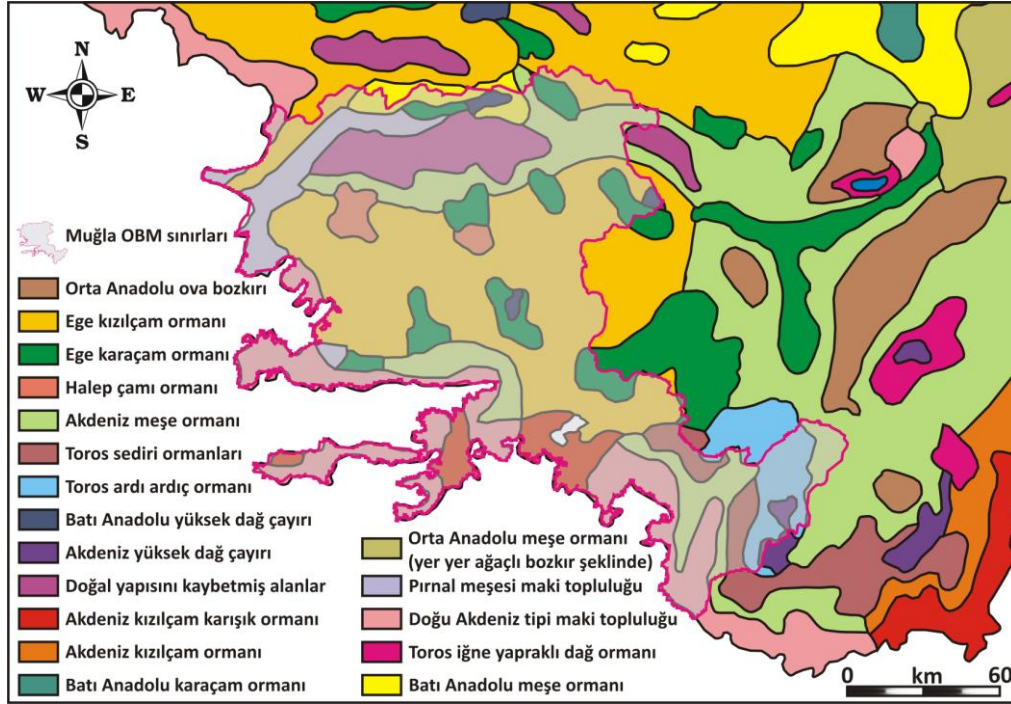 N
W E
S
Muğla OBM sınırları
Orta Anadolu ova bozkırı
Ege kızılçam ormanı
Ege karaçam ormanı
Halep çamı ormanı
Akdeniz meşe ormanı
Toros sediri ormanları
Toros ardı ardıç ormanı
Batı Anadolu yüksek dağ çayırı
Akdeniz yüksek dağ çayırı
Doğal yapısını kaybetmiş alanlar
Akdeniz kızılçam karışık ormanı
Akdeniz kızılçam ormanı
Batı Anadolu karaçam ormanı
Orta Anadolu meşe ormanı
(yer yer ağaçlı bozkır şeklinde)
Pırnal meşesi maki topluluğu
Doğu Akdeniz tipi maki topluluğu
Toros iğne yapraklı dağ ormanı
Batı Anadolu meşe ormanı
0 km 60